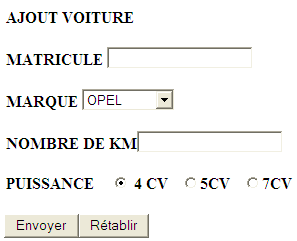 AJOUT VOITURE
MATRICULE
MARQUE OPEL
NOMBRE DE KM
PUISSANCE 4 CV 5CV 7CV
Envoyer Rétablir